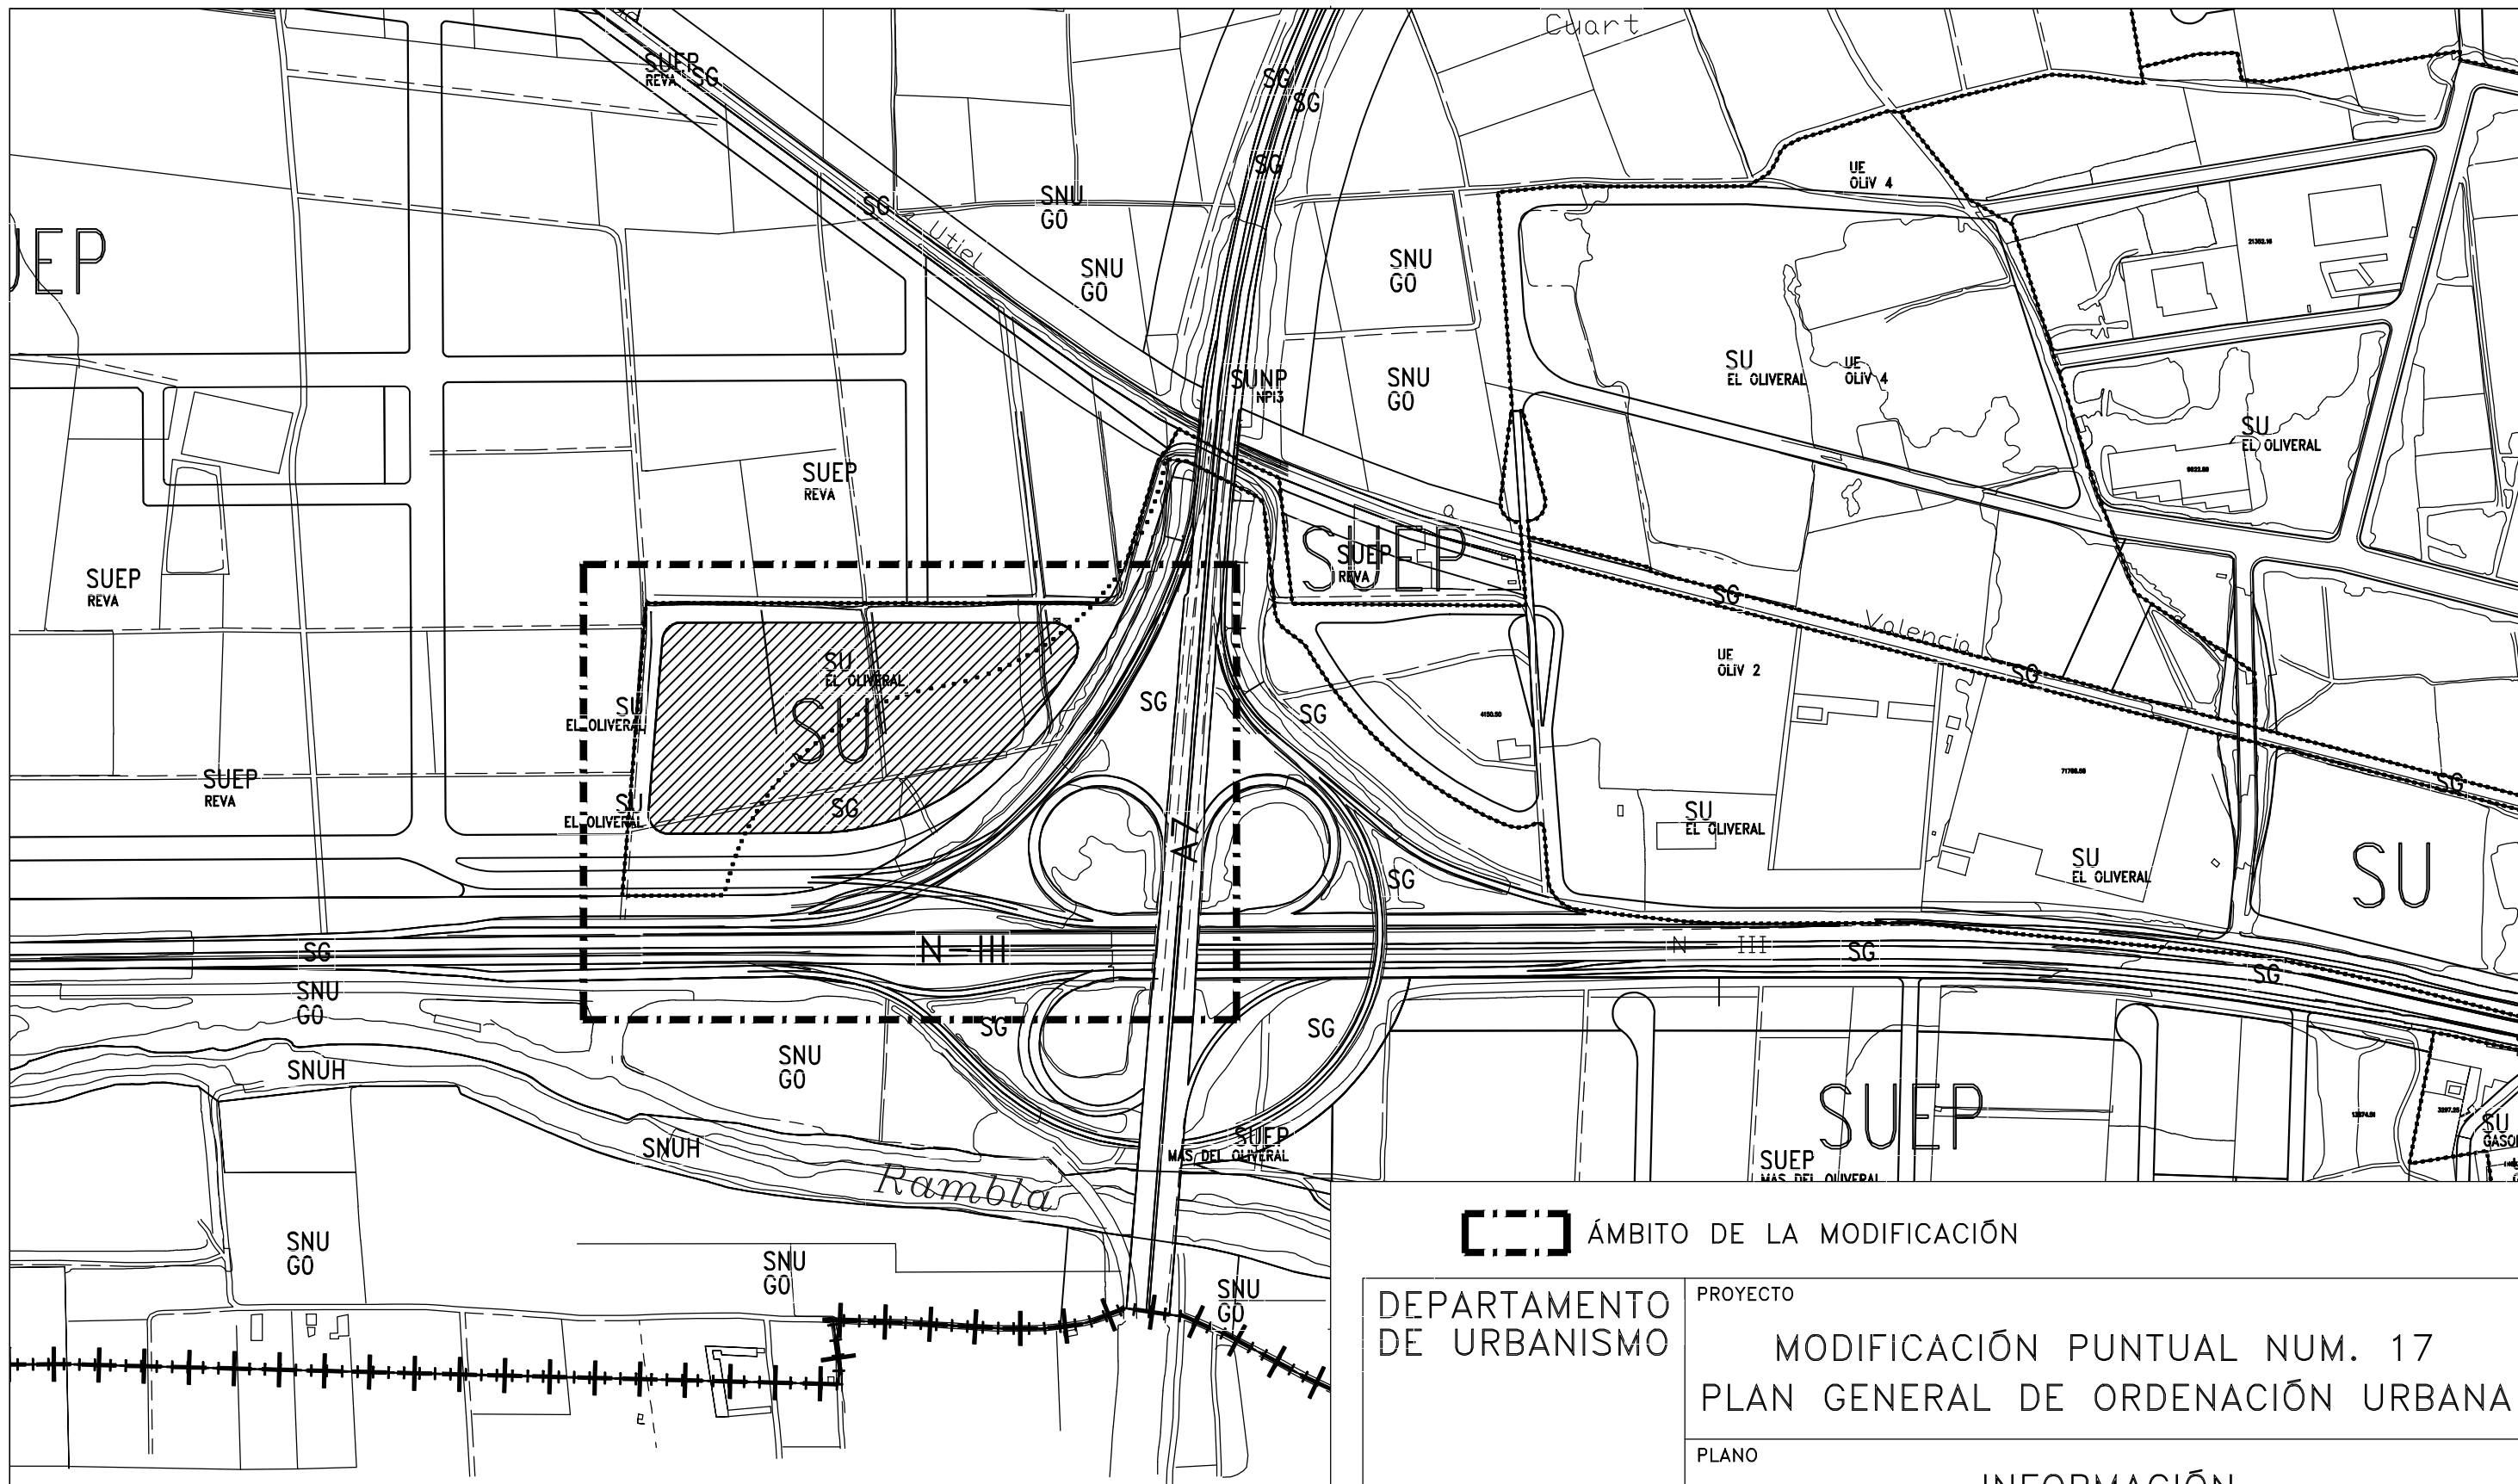 Cuart
SUEP
REVA
SG
SG
SG
SG
UE
OLIV 4
SNU
GO
SG
Utiel
SNU
GO
SNU
GO
SU
EL OLIVERAL
UE
OLIV 4
SUNP
NPI3
SNU
GO
SU
EL OLIVERAL
SUEP
REVA
SUEP
SUEP
REVA
SUEP
REVA
SG
Valencia
SG
UE
OLIV 2
SU
EL OLIVERAL
SU
EL OLIVERAL
SU
SG
SG
SG
SUEP
REVA
SU
EL OLIVERAL
SG
A-7
SU
EL OLIVERAL
SU
EL OLIVERAL
SU
SG
SG
N-III
N - III
SG
SG
SNU
GO
SG
SG
SNU
GO
SNUH
SNUH
SUEP
SUEP
MAS DEL OLIVERAL
SUEP
MAS DEL OLIVERAL
SU
Rambla
SNU
GO
SNU
GO
SNU
GO
ÁMBITO DE LA MODIFICACIÓN
DEPARTAMENTO
DE URBANISMO
PROYECTO
MODIFICACIÓN PUNTUAL NUM. 17
PLAN GENERAL DE ORDENACIÓN URBANA
PLANO
INFORMACIÓN